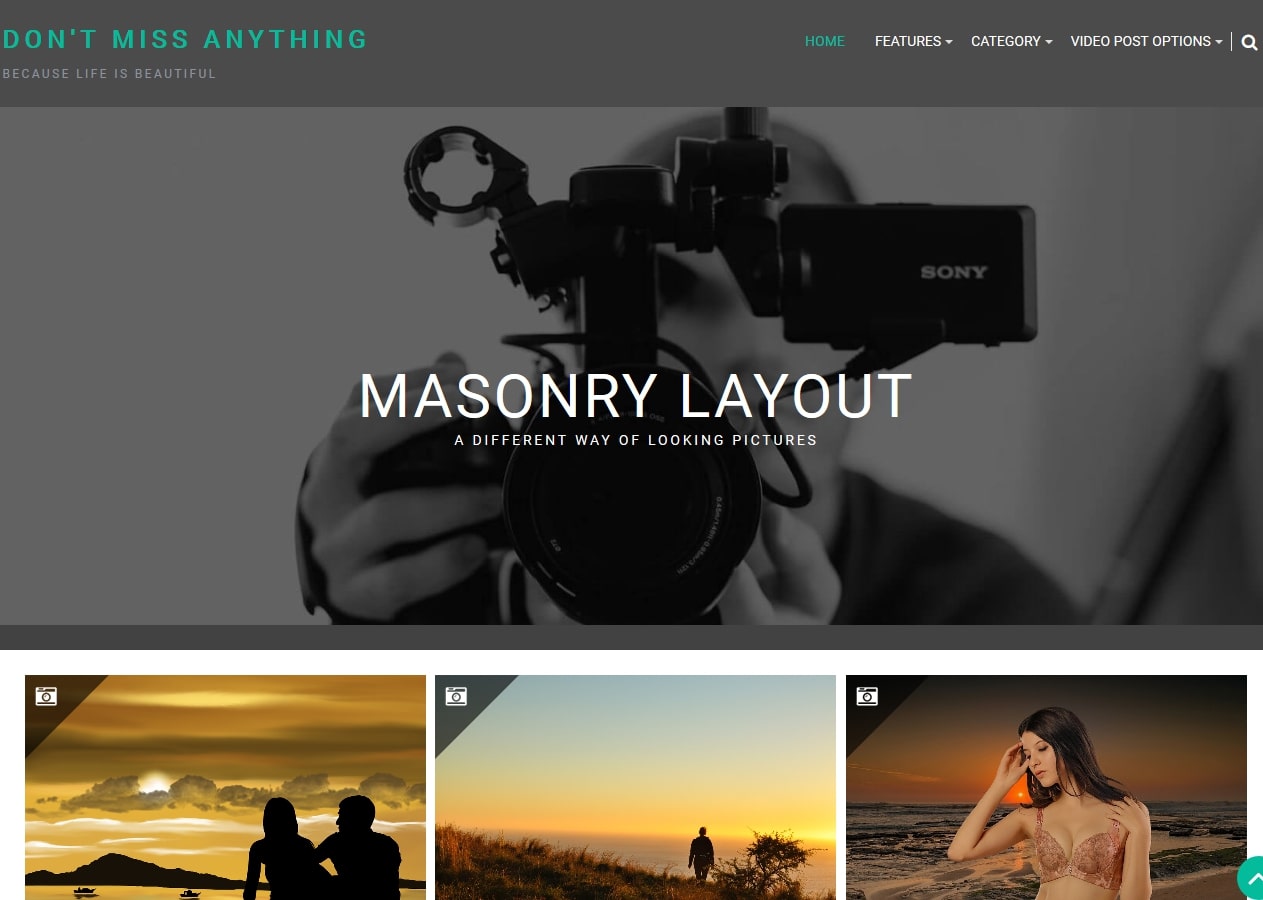 DON'T MISS ANYTHING
BECAUSE LIFE IS BEAUTIFUL
HOME FEATURES CATEGORY VIDEO POST OPTIONS
SONY
MASONRY LAYOUT
A DIFFERENT WAY OF LOOKING PICTURES